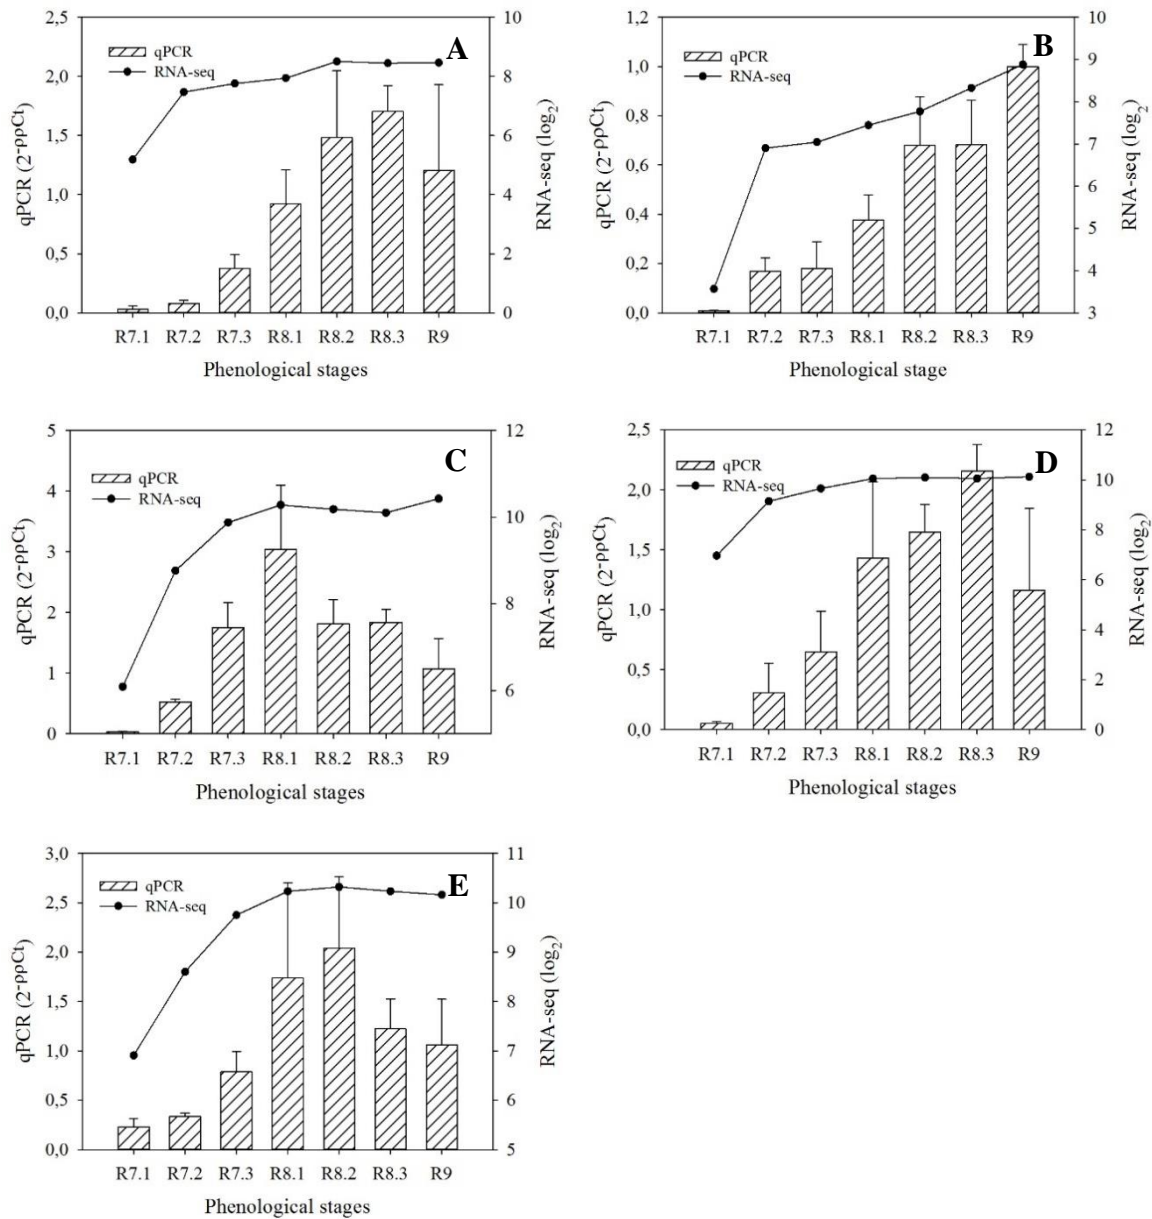 A
2,5
2,0
1,5
1,0
0,5
0,0
qPCR (2-ρρCt)
qPCR
RNA-seq
10
8
6
4
2
0
RNA-seq (log2)
R7.1 R7.2 R7.3 R8.1 R8.2 R8.3 R9
Phenological stages
B
1,2
1,0
0,8
0,6
0,4
0,2
0,0
qPCR (2-ρρCt)
qPCR
RNA-seq
10
9
8
7
6
5
4
3
RNA-seq (log2)
R7.1 R7.2 R7.3 R8.1 R8.2 R8.3 R9
Phenological stage
C
5
4
3
2
1
0
qPCR (2-ρρCt)
qPCR
RNA-seq
12
10
8
6
RNA-seq (log2)
R7.1 R7.2 R7.3 R8.1 R8.2 R8.3 R9
Phenological stages
D
2,5
2,0
1,5
1,0
0,5
0,0
qPCR (2-ρρCt)
qPCR
RNA-seq
12
10
8
6
4
2
0
RNA-seq (log2)
R7.1 R7.2 R7.3 R8.1 R8.2 R8.3 R9
Phenological stages
E
3,0
2,5
2,0
1,5
1,0
0,5
0,0
qPCR (2-ρρCt)
qPCR
RNA-seq
11
10
9
8
7
6
5
RNA-seq (log2)
R7.1 R7.2 R7.3 R8.1 R8.2 R8.3 R9
Phenological stages